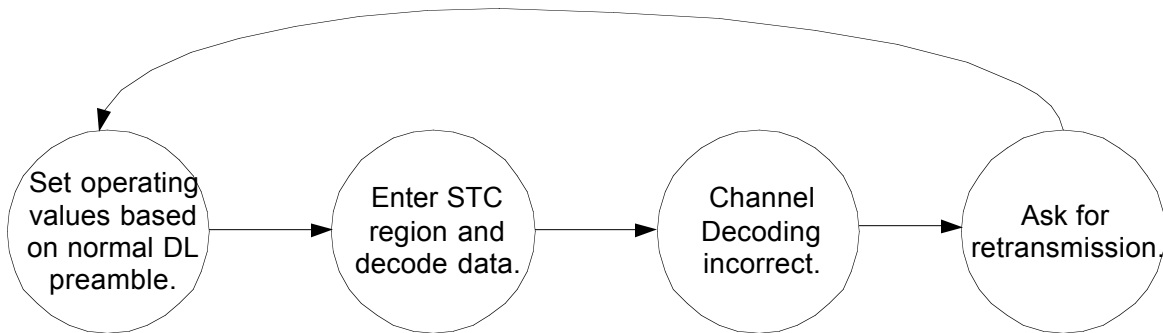 Set operating
values based
on normal DL
preamble.
Enter STC
region and
decode data.
Channel
Decoding
incorrect.
Ask for
retransmission.